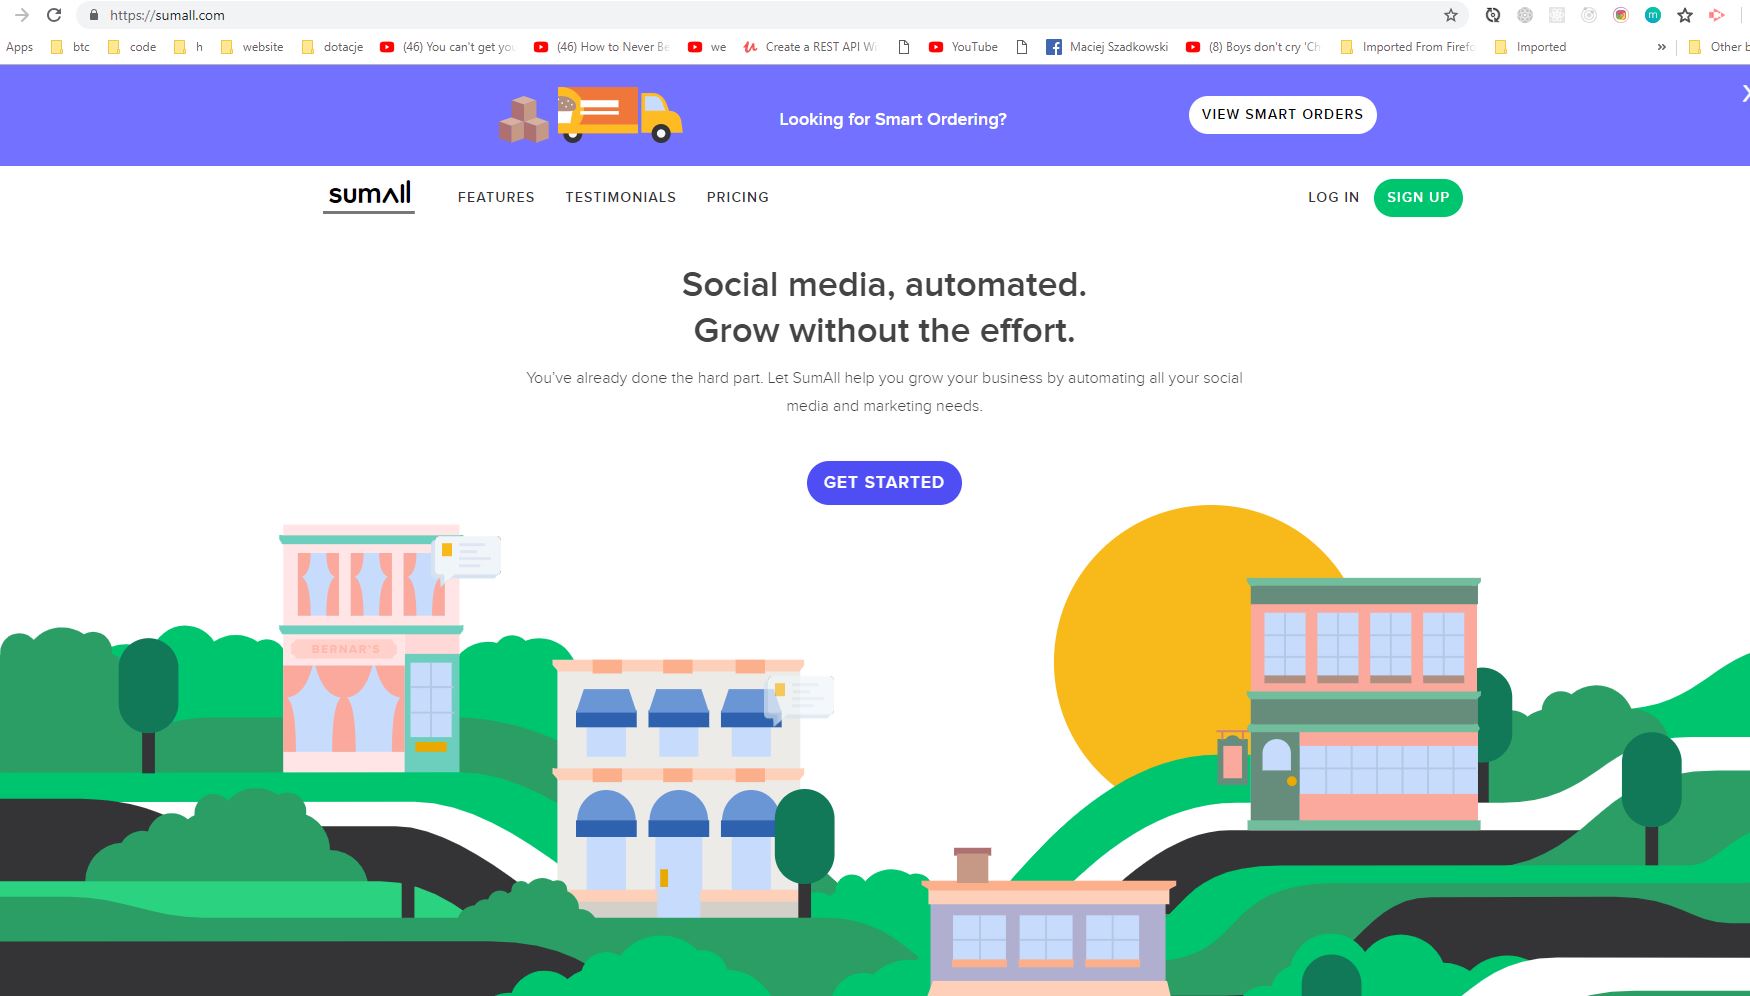 https://sumall.com
Apps btc code h website dotacje (46) You can't get yo (46) How to Never Be we Create a REST API Wi YouTube Maciej Szadkowski (8) Boys don't cry 'Ch Imported From Firefo Imported » Other b
Looking for Smart Ordering?
VIEW SMART ORDERS
sumall FEATURES TESTIMONIALS PRICING LOG IN SIGN UP
Social media, automated.
Grow without the effort.
You've already done the hard part. Let SumAll help you grow your business by automating all your social
media and marketing needs.
GET STARTED
BERNAR'S